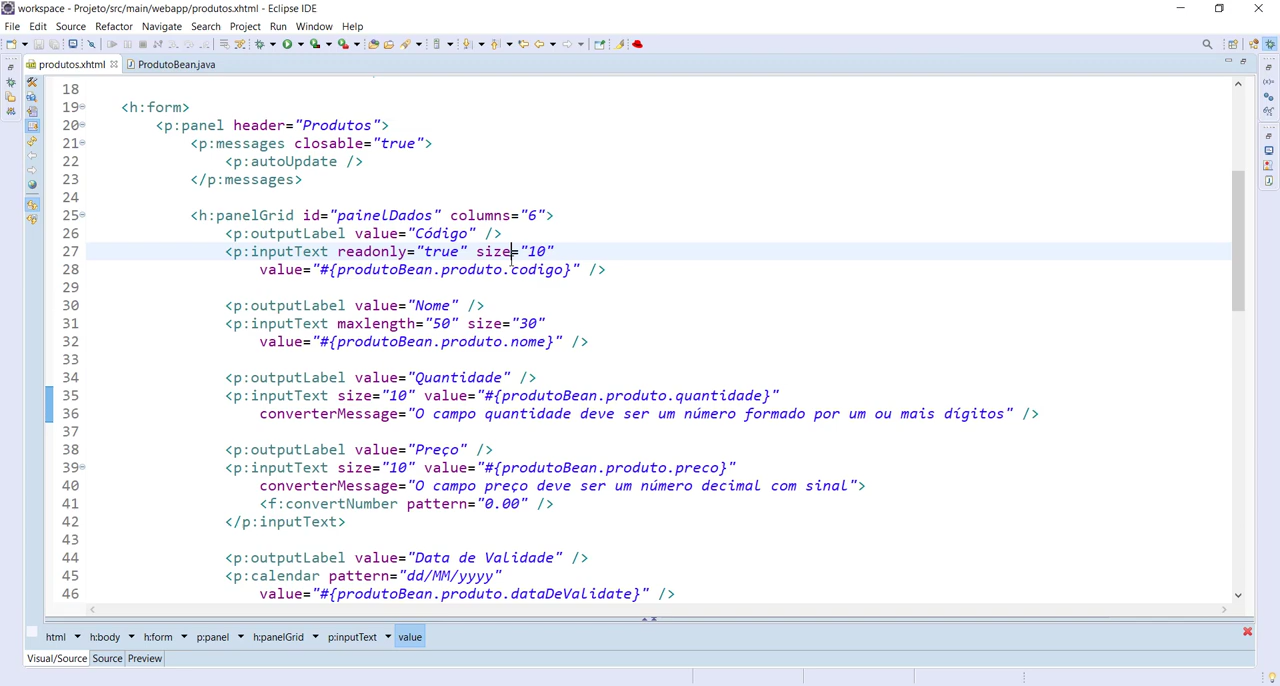 workspace - Projeto/src/main/webapp/produtos.xhtml - Eclipse IDE
File Edit Source Refactor Navigate Search Project Run Window Help
produtos.xhtml ProdutoBean.java
18
19 <h:form>
20 <p:panel header="Produtos">
21 <p:messages closable="true">
22 <p:autoUpdate />
23 </p:messages>
24
25 <h:panelGrid id="painelDados" columns="6">
26 <p:outputLabel value="Código" />
27 <p:inputText readonly="true" size="10"
28 value="#{produtoBean.produto.codigo}" />
29
30 <p:outputLabel value="Nome" />
31 <p:inputText maxlength="50" size="30"
32 value="#{produtoBean.produto.nome}" />
33
34 <p:outputLabel value="Quantidade" />
35 <p:inputText size="10" value="#{produtoBean.produto.quantidade}"
36 converterMessage="O campo quantidade deve ser um número formado por um ou mais dígitos" />
37
38 <p:outputLabel value="Preço" />
39 <p:inputText size="10" value="#{produtoBean.produto.preco}"
40 converterMessage="O campo preço deve ser um número decimal com sinal">
41 <f:convertNumber pattern="0.00" />
42 </p:inputText>
43
44 <p:outputLabel value="Data de Validade" />
45 <p:calendar pattern="dd/MM/yyyy"
46 value="#{produtoBean.produto.dataDeValidate}" />
html h:body h:form p:panel h:panelGrid p:inputText value
Visual/Source Source Preview